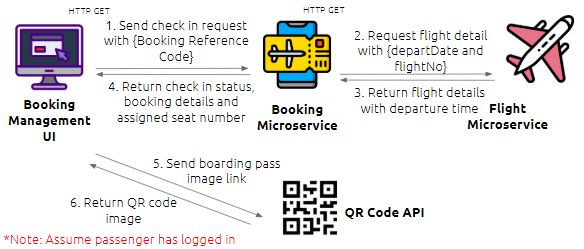 HTTP GET
HTTP GET
1. Send check in request
with {Booking Reference
Code}
2. Request flight detail
with {departDate and
flightNo}
4. Return check in status,
booking details and
assigned seat number
3. Return flight details
with departure time
Booking
Management
UI
Booking
Microservice
Flight
Microservice
5. Send boarding pass
image link
6. Return QR code
image
QR Code API
*Note: Assume passenger has logged in